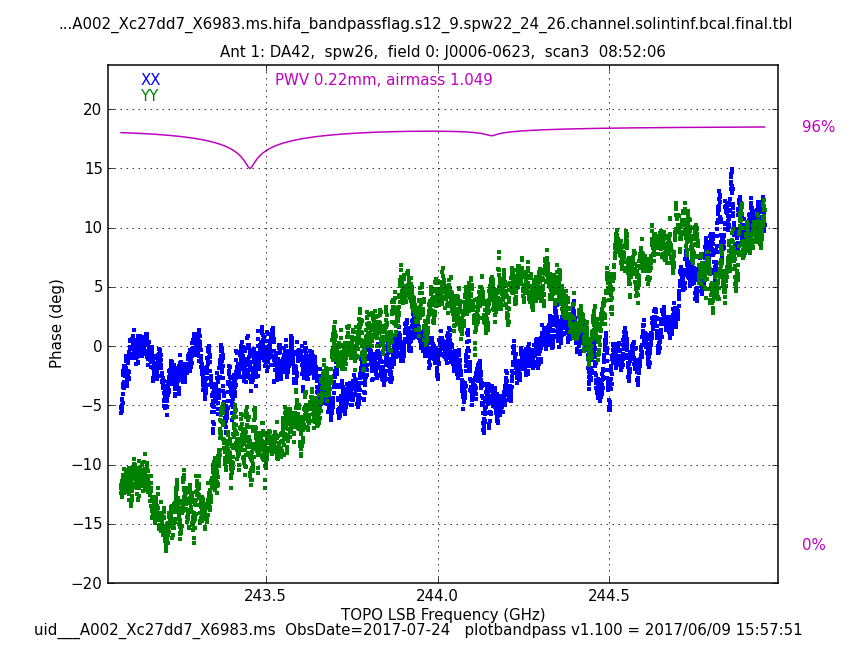 ...A002_Xc27dd7_X6983.ms.hifa_bandpassflag.s12_9.spw22_24_26.channel.solintinf.bcal.final.tbl
Ant 1: DA42, spw26, field 0: J0006-0623, scan3 08:52:06
XX
PWV 0.22mm, airmass 1.049
YY
20
96%
15
10
5
0
−5
−10
−15
0%
−20
Phase (deg)
243.5
244.0
244.5
TOPO LSB Frequency (GHz)
uid___A002_Xc27dd7_X6983.ms ObsDate=2017-07-24 plotbandpass v1.100 = 2017/06/09 15:57:51